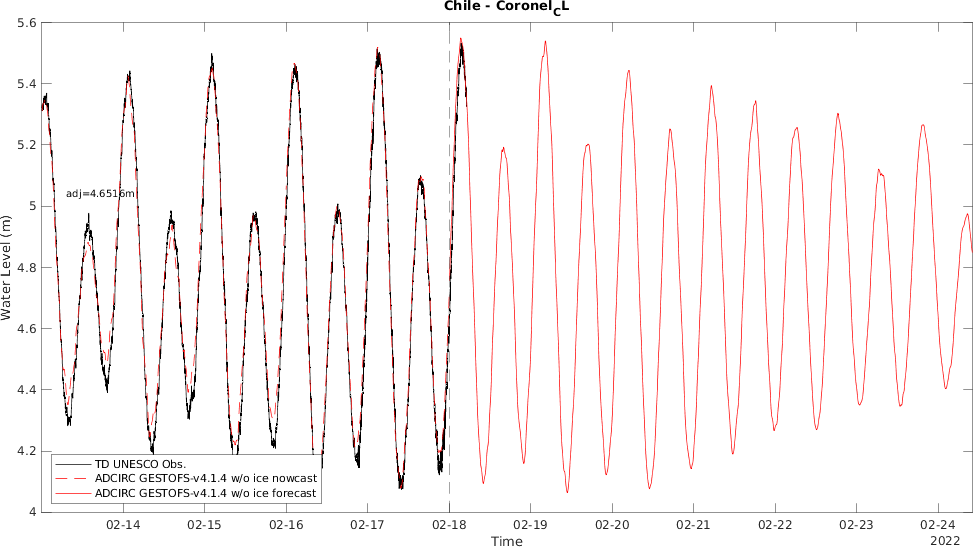 Chile - Coronel_CL
5.6
5.4
5.2
5
4.8
4.6
4.4
4.2
4
Water Level (m)
adj=4.6516m
TD UNESCO Obs.
ADCIRC GESTOFS-v4.1.4 w/o ice nowcast
ADCIRC GESTOFS-v4.1.4 w/o ice forecast
02-14 02-15 02-16 02-17 02-18 02-19 02-20 02-21 02-22 02-23 02-24
Time
2022